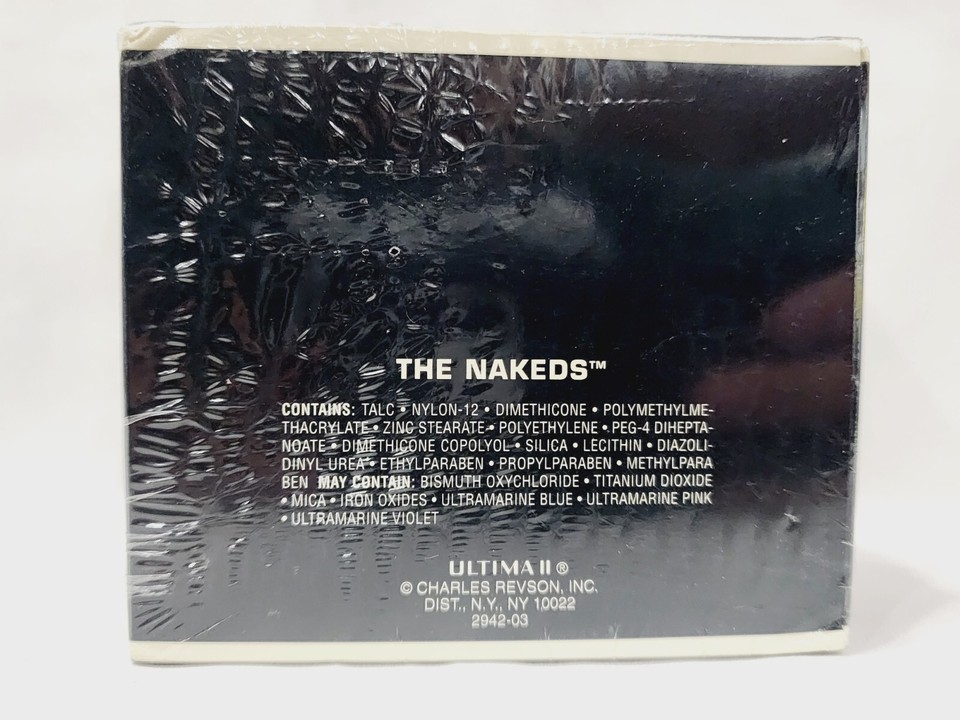 THE NAKEDS™
CONTAINS: TALC • NYLON-12 • DIMETHICONE • POLYMETHYLME-
THACRYLATE • ZINC STEARATE • POLYETHYLENE • PEG-4 DIHEPTA-
NOATE • DIMETHICONE COPOLYOL • SILICA • LECITHIN • DIAZOLI-
DINYL UREA • ETHYLPARABEN • PROPYLPARABEN • METHYLPARA
BEN MAY CONTAIN: BISMUTH OXYCHLORIDE • TITANIUM DIOXIDE
• MICA • IRON OXIDES • ULTRAMARINE BLUE • ULTRAMARINE PINK
• ULTRAMARINE VIOLET
ULTIMA II ®
© CHARLES REVSON, INC.
DIST., N.Y., NY 10022
2942-03